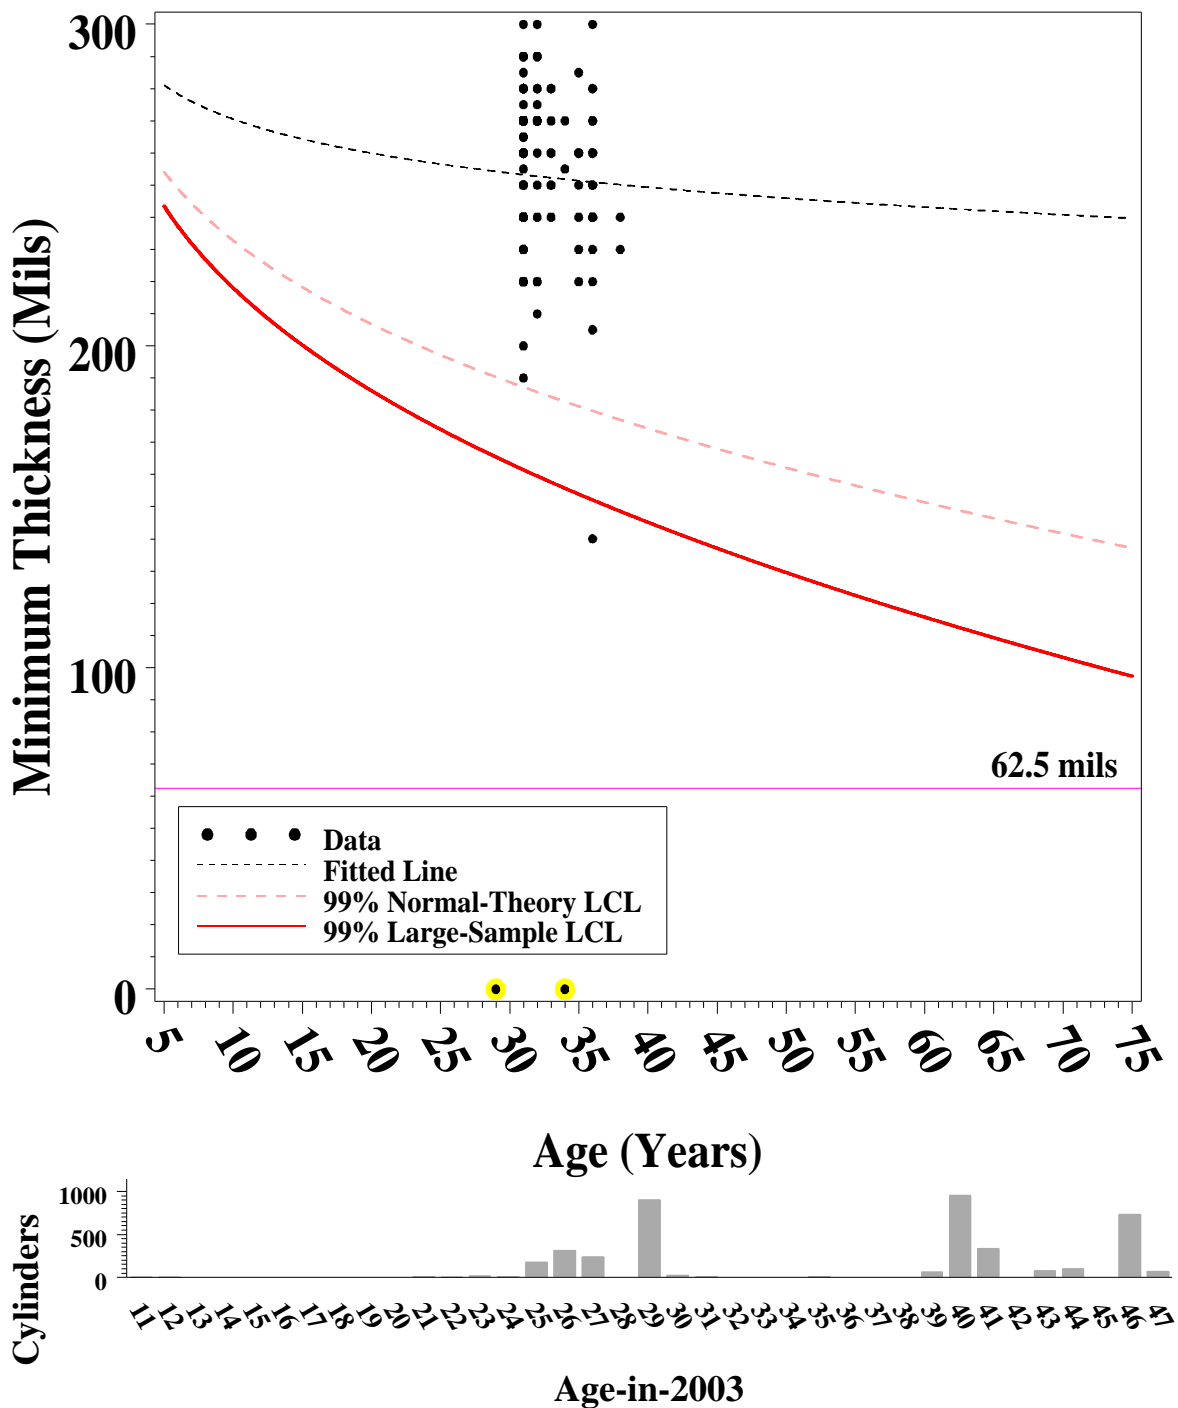 300
200
100
0
Minimum Thickness (Mils)
62.5 mils
Data
Fitted Line
99% Normal-Theory LCL
99% Large-Sample LCL
5 10 15 20 25 30 35 40 45 50 55 60 65 70 75
Age (Years)
1000
500
0
Cylinders
11 12 13 14 15 16 17 18 19 20 21 22 23 24 25 26 27 28 29 30 31 32 33 34 35 36 37 38 39 40 41 42 43 44 45 46 47
Age-in-2003